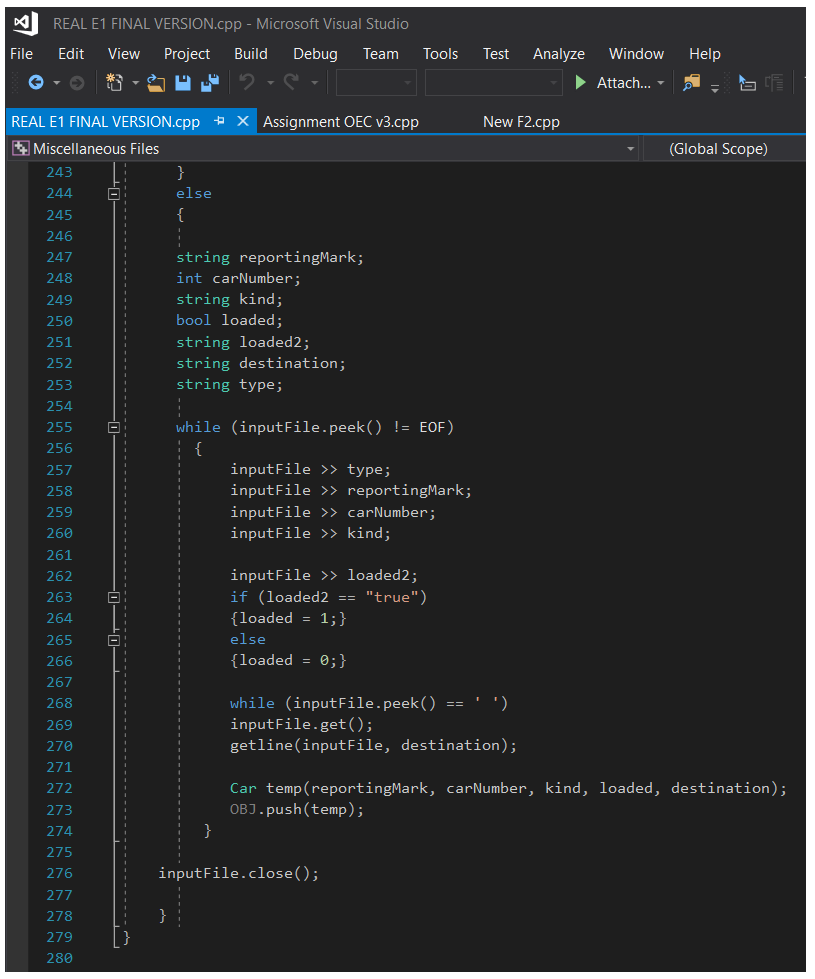 REAL E1 FINAL VERSION.cpp - Microsoft Visual Studio
File Edit View Project Build Debug Team Tools Test Analyze Window Help
Attach...
REAL E1 FINAL VERSION.cpp Assignment OEC v3.cpp New F2.cpp
Miscellaneous Files (Global Scope)
243 }
244 else
245 {
246
247 string reportingMark;
248 int carNumber;
249 string kind;
250 bool loaded;
251 string loaded2;
252 string destination;
253 string type;
254
255 while (inputFile.peek() != EOF)
256 {
257 inputFile >> type;
258 inputFile >> reportingMark;
259 inputFile >> carNumber;
260 inputFile >> kind;
261
262 inputFile >> loaded2;
263 if (loaded2 == "true")
264 {loaded = 1;}
265 else
266 {loaded = 0;}
267
268 while (inputFile.peek() == ' ')
269 inputFile.get();
270 getline(inputFile, destination);
271
272 Car temp(reportingMark, carNumber, kind, loaded, destination);
273 OBJ.push(temp);
274 }
275
276 inputFile.close();
277
278 }
279 }
280